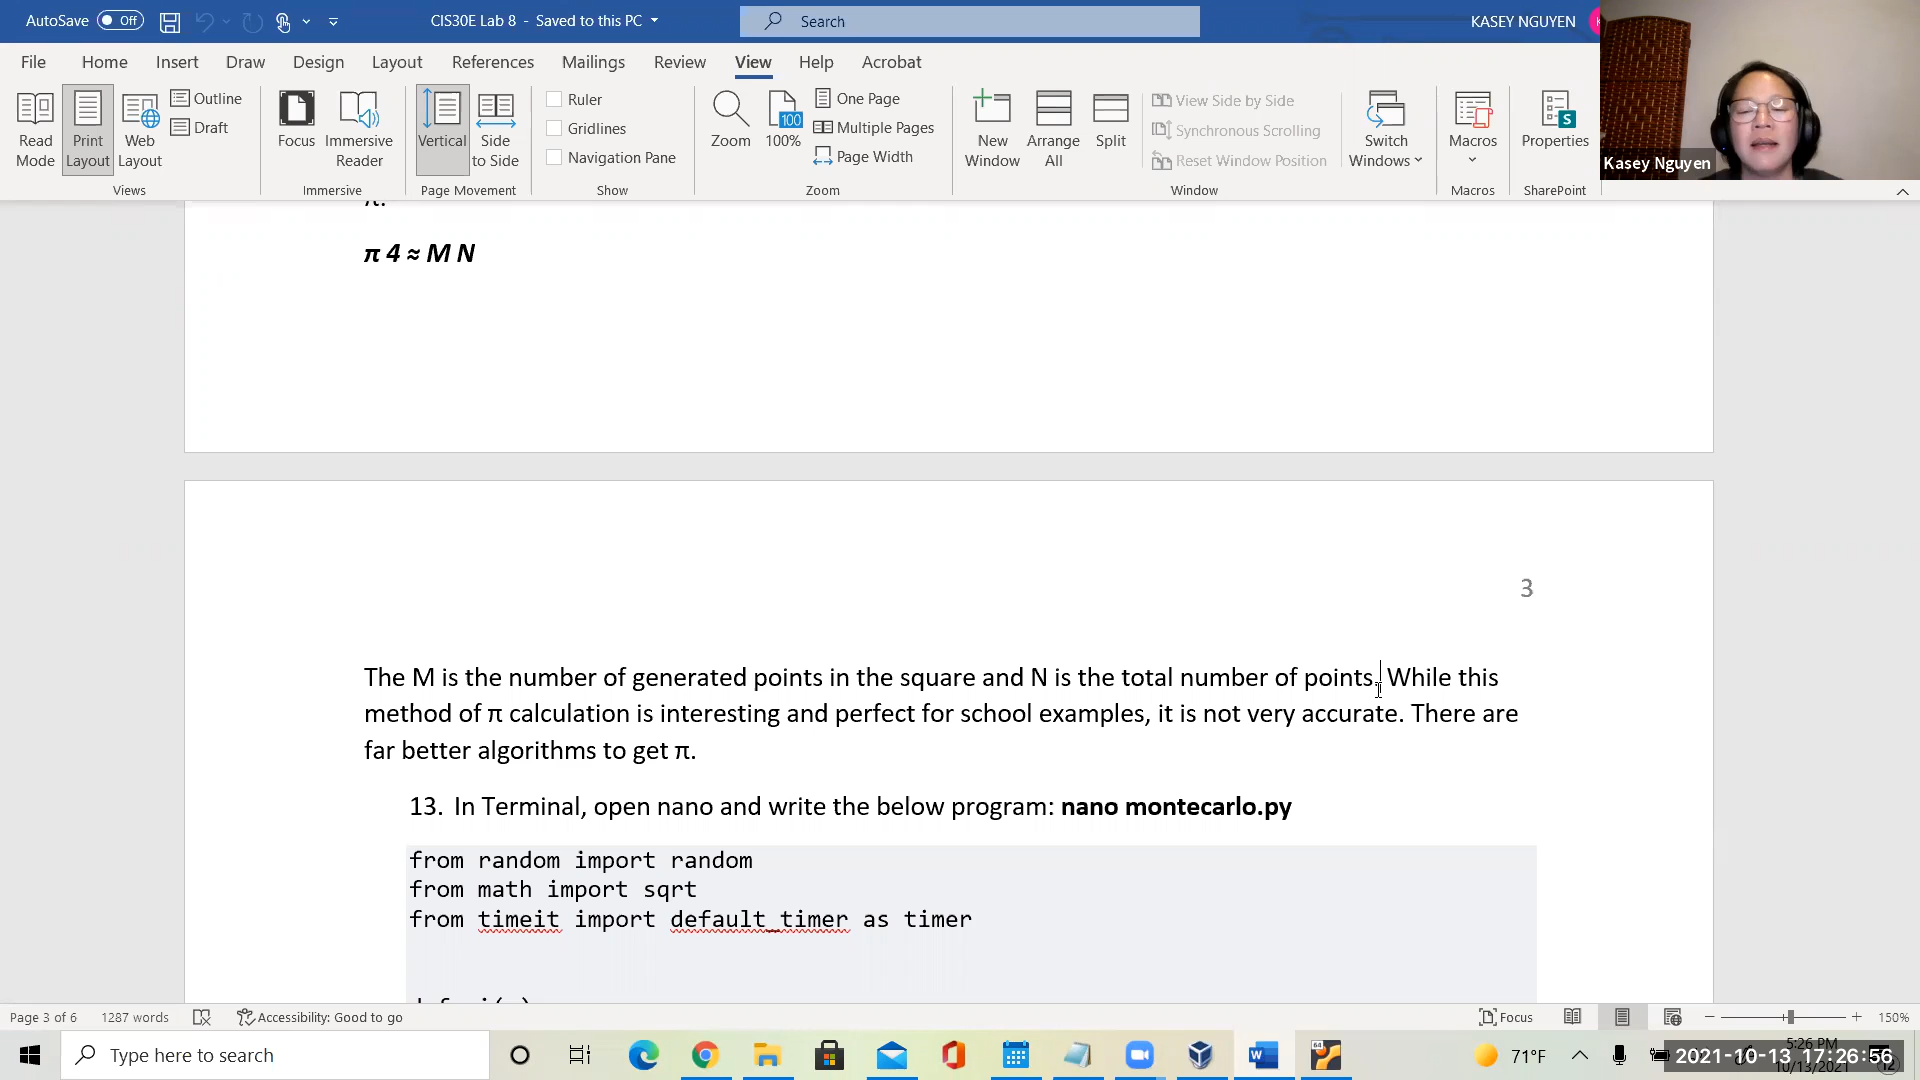 AutoSave Off CIS30E Lab 8 - Saved to this PC Search KASEY NGUYEN
File Home Insert Draw Design Layout References Mailings Review View Help Acrobat
Read Mode
Print Layout
Web Layout
Outline
Draft
Views
Focus
Immersive Reader
Immersive
Vertical
Side to Side
Page Movement
Ruler
Gridlines
Navigation Pane
Show
Zoom
100
100%
One Page
Multiple Pages
Page Width
Zoom
New Window
Arrange All
Split
View Side by Side
Synchronous Scrolling
Reset Window Position
Switch Windows
Window
Macros
Macros
Properties
SharePoint
Kasey Nguyen
π.
π 4 ≈ M N
3
The M is the number of generated points in the square and N is the total number of points. While this
method of π calculation is interesting and perfect for school examples, it is not very accurate. There are
far better algorithms to get π.
13. In Terminal, open nano and write the below program: nano montecarlo.py
from random import random
from math import sqrt
from timeit import default_timer as timer
Page 3 of 6 1287 words Accessibility: Good to go Focus 150%
Type here to search 71°F 5:26 PM
2021-10-13 17:26:56
10/13/2021